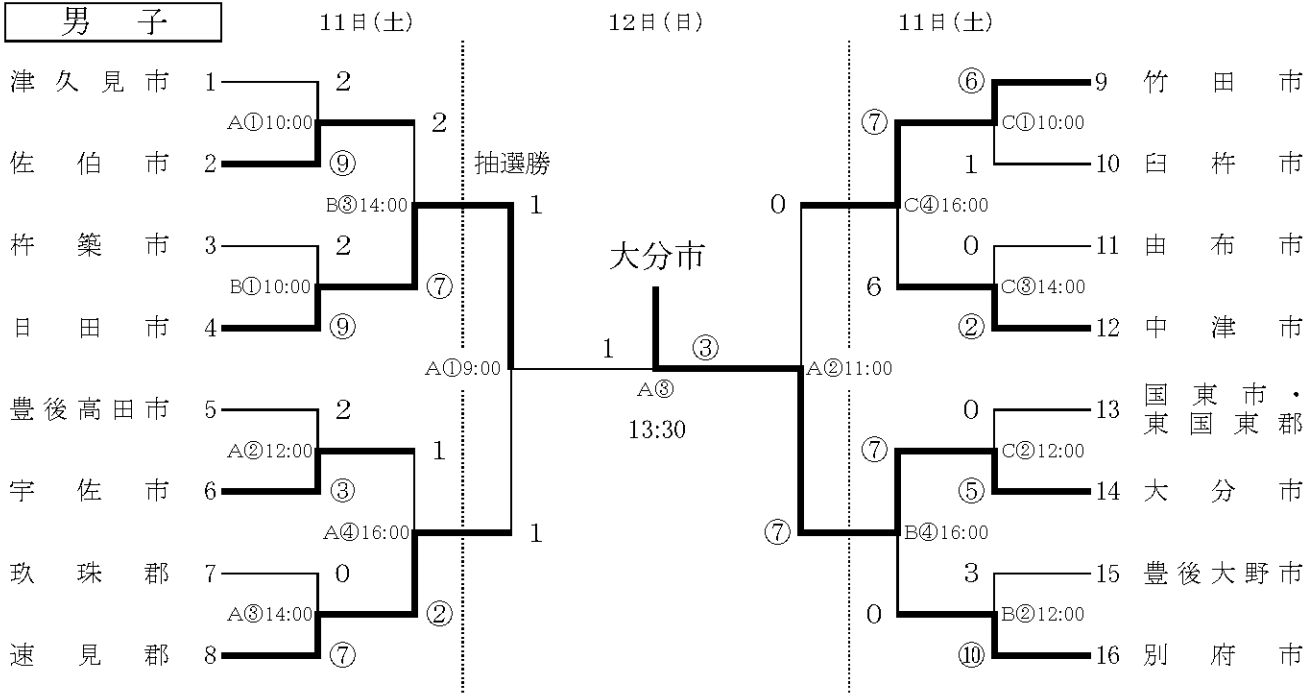 男子 11日(土) 12日(日) 11日(土)
津久見市 1 2 ⑥ 9 竹田市
A①10:00 2 ⑦ C①10:00
佐伯市 2 ⑨ 抽選勝 1 10 臼杵市
B③14:00 1 0 C④16:00
杵築市 3 2 大分市 0 11 由布市
B①10:00 ⑦ 6 C③14:00
日田市 4 ⑨ ② 12 中津市
A①9:00 1 ③ A②11:00
A③
豊後高田市 5 2 13:30 0 13 国東市・
東国東郡
A②12:00 1 ⑦ C②12:00
宇佐市 6 ③ ⑤ 14 大分市
A④16:00 1 ⑦ B④16:00
玖珠郡 7 0 3 15 豊後大野市
A③14:00 ② 0 B②12:00
速見郡 8 ⑦ ⑩ 16 別府市